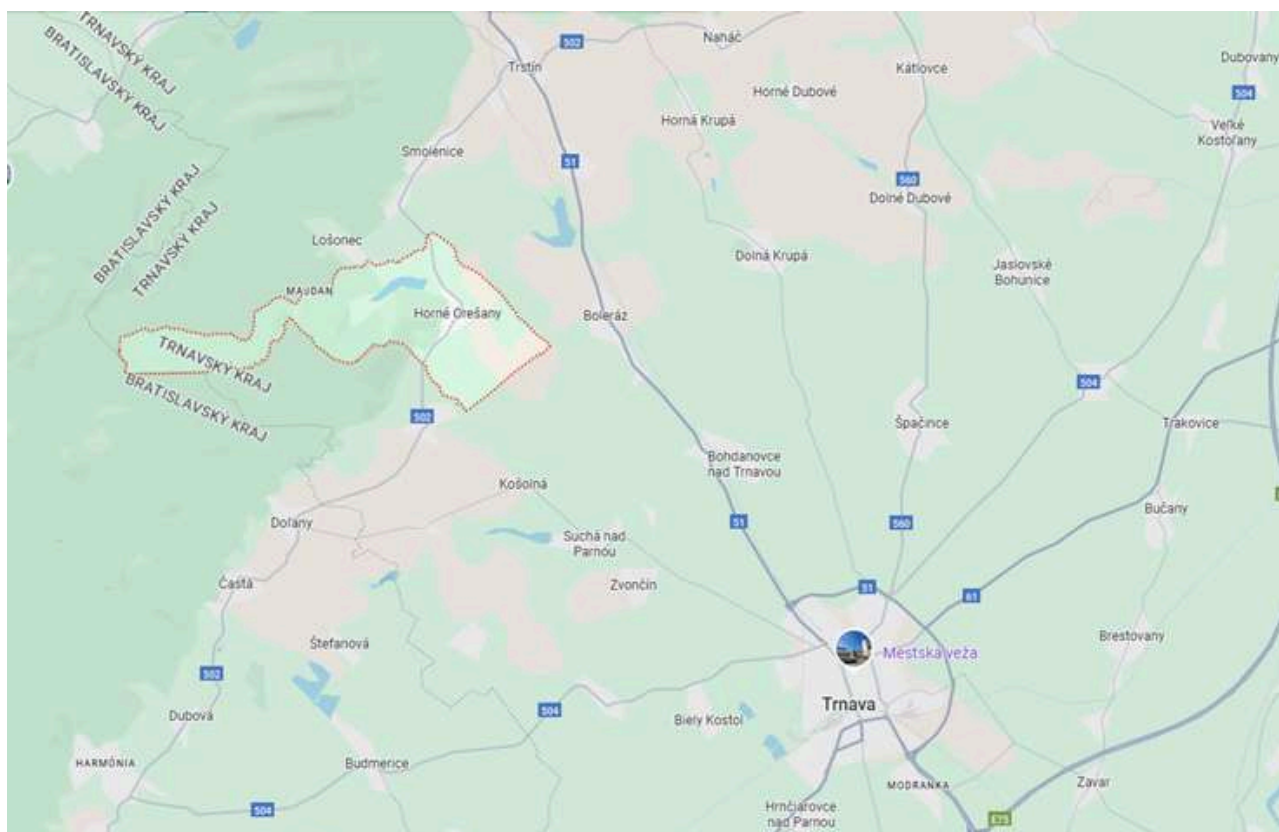 TRNAVSKÝ KRAJ
BRATISLAVSKÝ KRAJ
502
Naháč
Trstín
Kátlovce
Dubovany
Horné Dubové
504
Horná Krupá
Veľké
Kostoľany
Smolenice
51
560
Dolné Dubové
BRATISLAVSKÝ KRAJ
TRNAVSKÝ KRAJ
Lošonec
Dolná Krupá
Jaslovské
Bohunice
MAJDAN
Horné Orešany
Boleráz
TRNAVSKÝ KRAJ
BRATISLAVSKÝ KRAJ
504
502
Špačince
Trakovice
Bohdanovce
nad Trnavou
Košolná
Bučany
Doľany
51
560
Suchá nad
Parnou
Častá
Zvončín
51
61
Štefanová
Brestovany
Mestská veža
502
Trnava
Dubová
504
Biely Kostol
HARMÓNIA
Budmerice
MODRANKA
Zavar
504
Hrnčiarovce
nad Parnou
E75